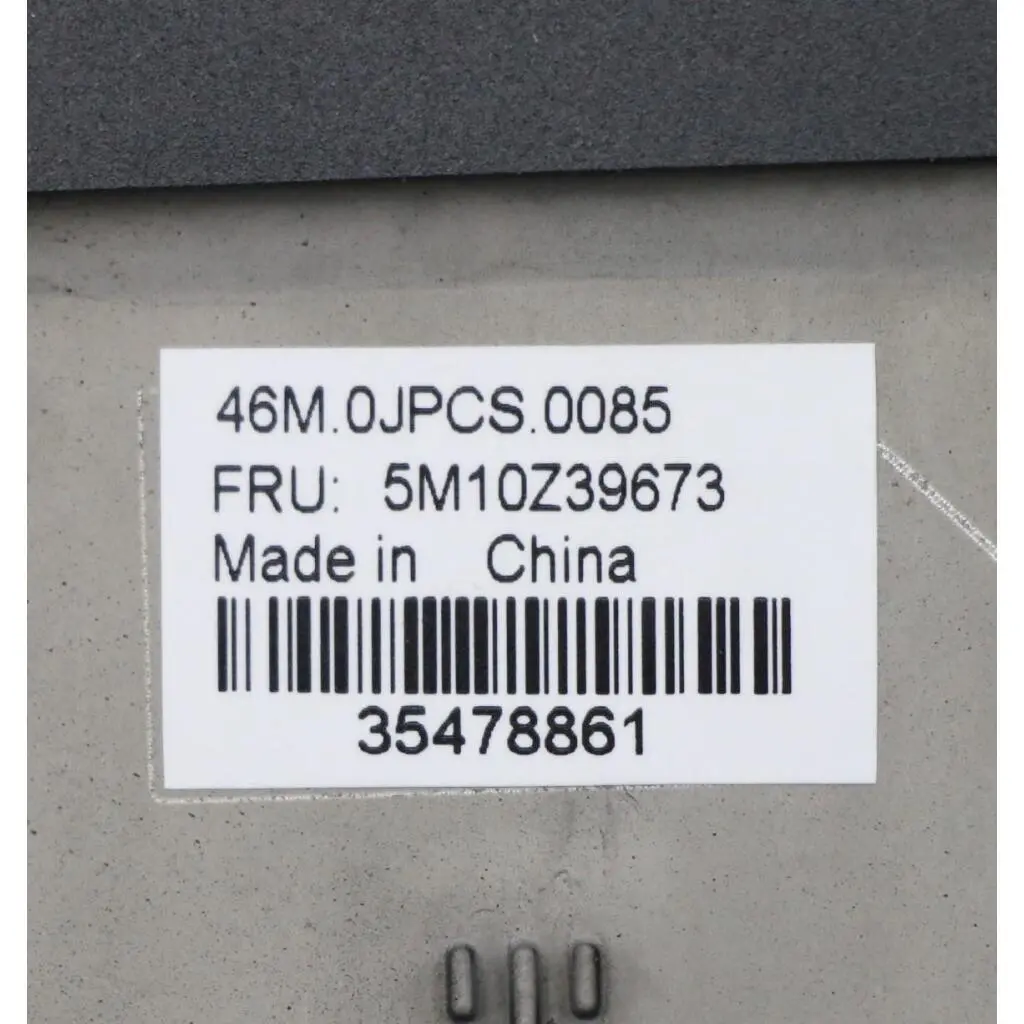 46M.0JPCS.0085
FRU: 5M10Z39673
Made in China
35478861